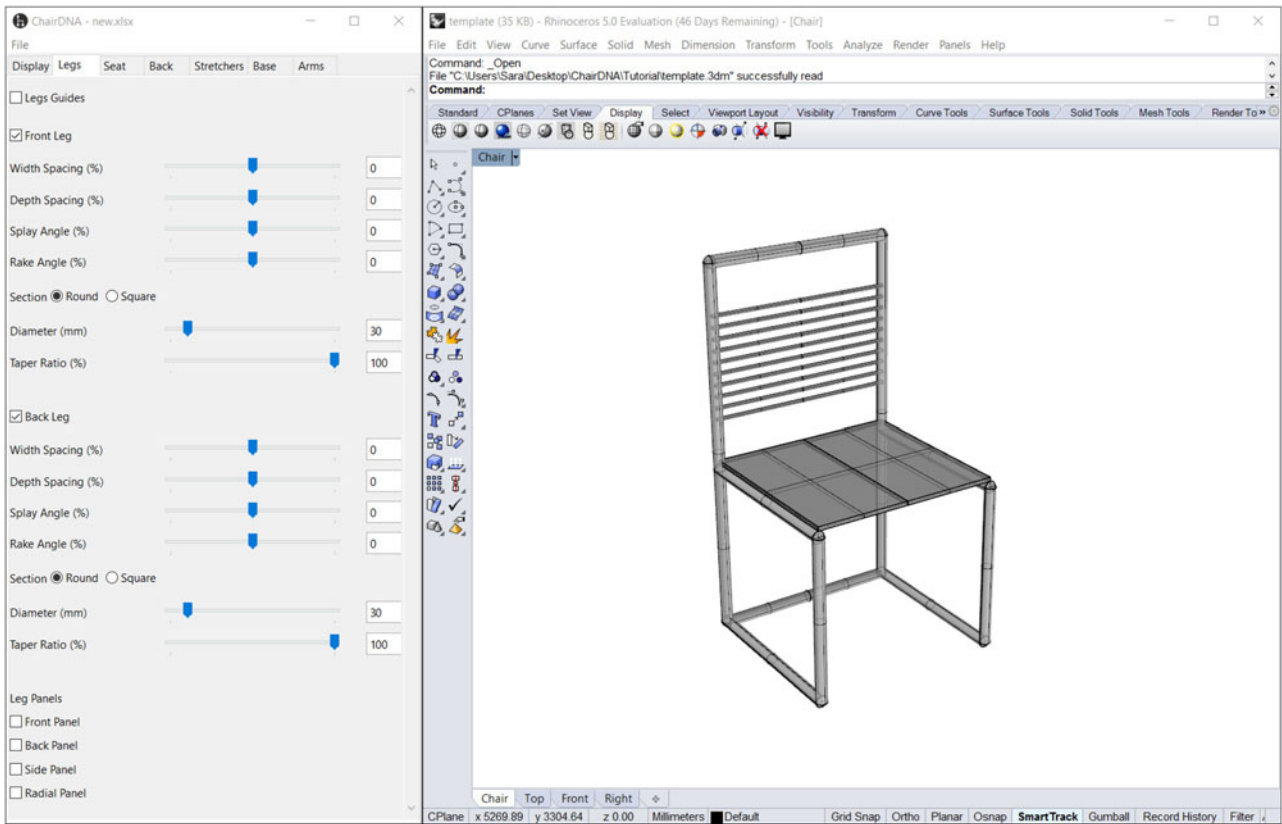 ChairDNA - new.xlsx
File
Display Legs Seat Back Stretchers Base Arms
Legs Guides
Front Leg
Width Spacing (%) 0
Depth Spacing (%) 0
Splay Angle (%) 0
Rake Angle (%) 0
Section Round Square
Diameter (mm) 30
Taper Ratio (%) 100
Back Leg
Width Spacing (%) 0
Depth Spacing (%) 0
Splay Angle (%) 0
Rake Angle (%) 0
Section Round Square
Diameter (mm) 30
Taper Ratio (%) 100
Leg Panels
Front Panel
Back Panel
Side Panel
Radial Panel
template (35 KB) - Rhinoceros 5.0 Evaluation (46 Days Remaining) - [Chair]
File Edit View Curve Surface Solid Mesh Dimension Transform Tools Analyze Render Panels Help
Command: _Open
File "C:\Users\Sara\Desktop\ChairDNA\Tutorial\template.3dm" successfully read
Command:
Standard CPlanes Set View Display Select Viewport Layout Visibility Transform Curve Tools Surface Tools Solid Tools Mesh Tools Render To »
Chair
Chair Top Front Right
CPlane x 5269.89 y 3304.64 z 0.00 Millimeters Default Grid Snap Ortho Planar Osnap SmartTrack Gumball Record History Filter